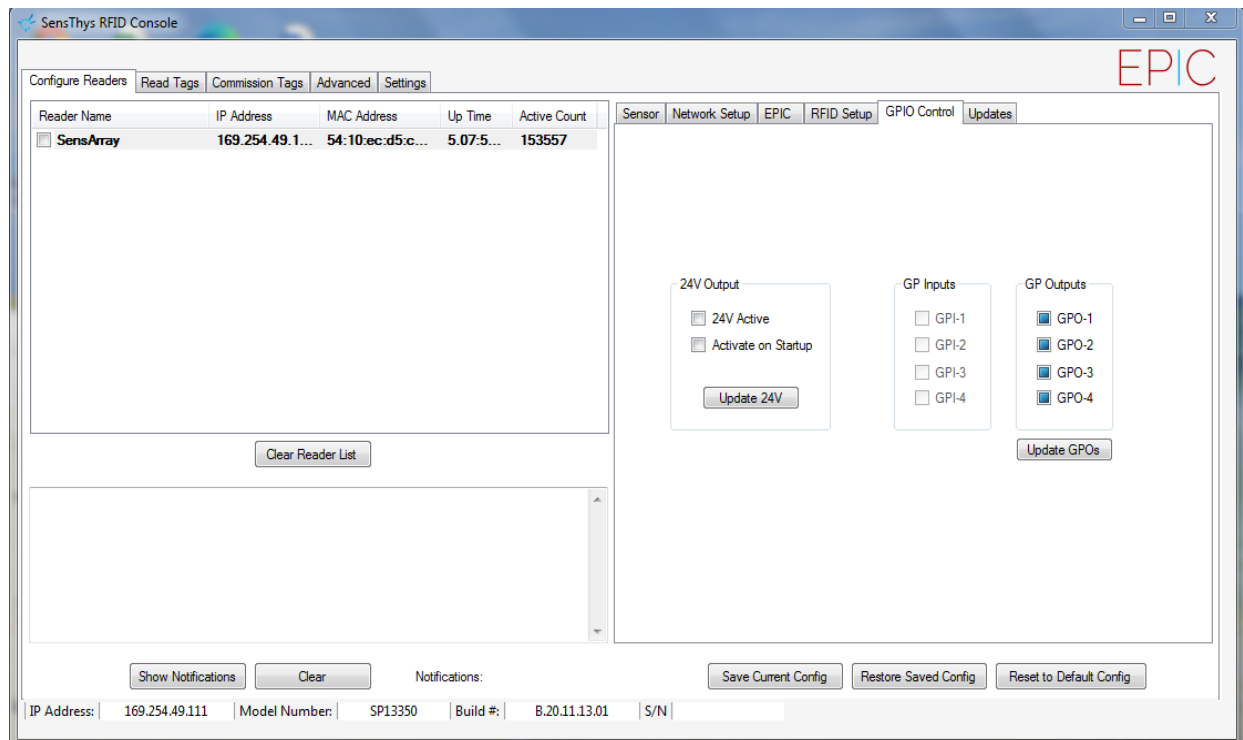 SensThys RFID Console
EPIC
Configure Readers Read Tags Commission Tags Advanced Settings
Reader Name IP Address MAC Address Up Time Active Count
SensArray 169.254.49.1... 54:10:ec:d5:c... 5.07:5... 153557
Clear Reader List
Sensor Network Setup EPIC RFID Setup GPIO Control Updates
24V Output
24V Active
Activate on Startup
Update 24V
GP Inputs
GPI-1
GPI-2
GPI-3
GPI-4
GP Outputs
GPO-1
GPO-2
GPO-3
GPO-4
Update GPOs
Show Notifications Clear Notifications:
Save Current Config Restore Saved Config Reset to Default Config
IP Address: 169.254.49.111 Model Number: SP13350 Build #: B.20.11.13.01 S/N